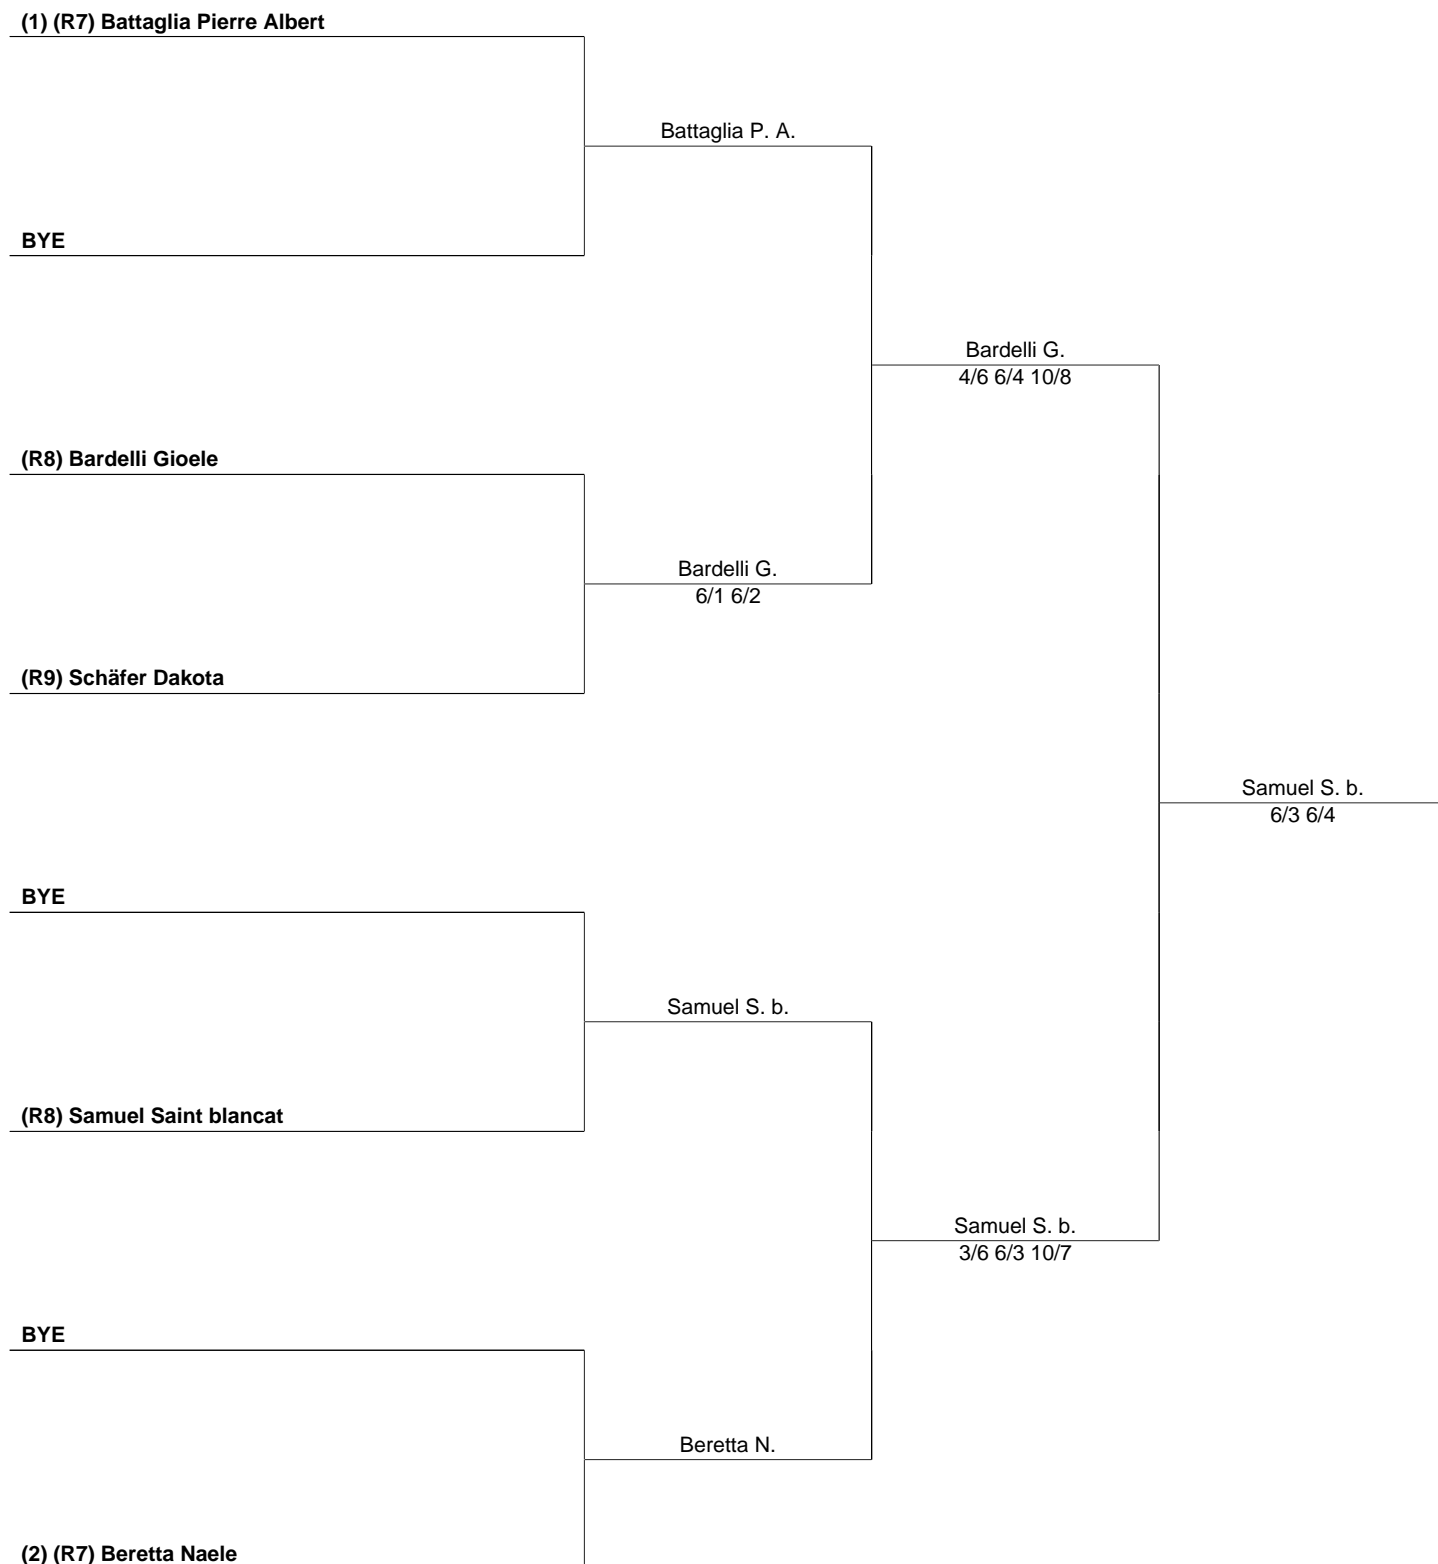 (1) (R7) Battaglia Pierre Albert
Battaglia P. A.
BYE
Bardelli G.
4/6 6/4 10/8
(R8) Bardelli Gioele
Bardelli G.
6/1 6/2
(R9) Schäfer Dakota
Samuel S. b.
6/3 6/4
BYE
Samuel S. b.
(R8) Samuel Saint blancat
Samuel S. b.
3/6 6/3 10/7
BYE
Beretta N.
(2) (R7) Beretta Naele